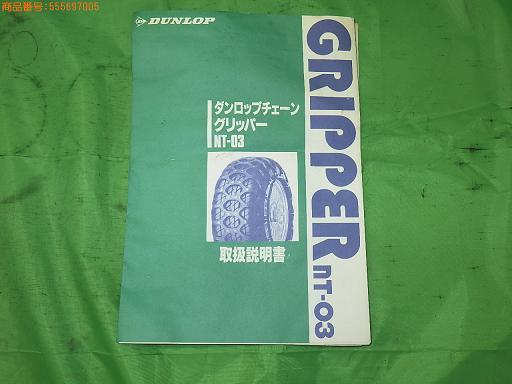 商品番号:555697005
DUNLOP
ダンロップチェーン
グリッパー
NT-03
取扱説明書
GRIPPER NT-03